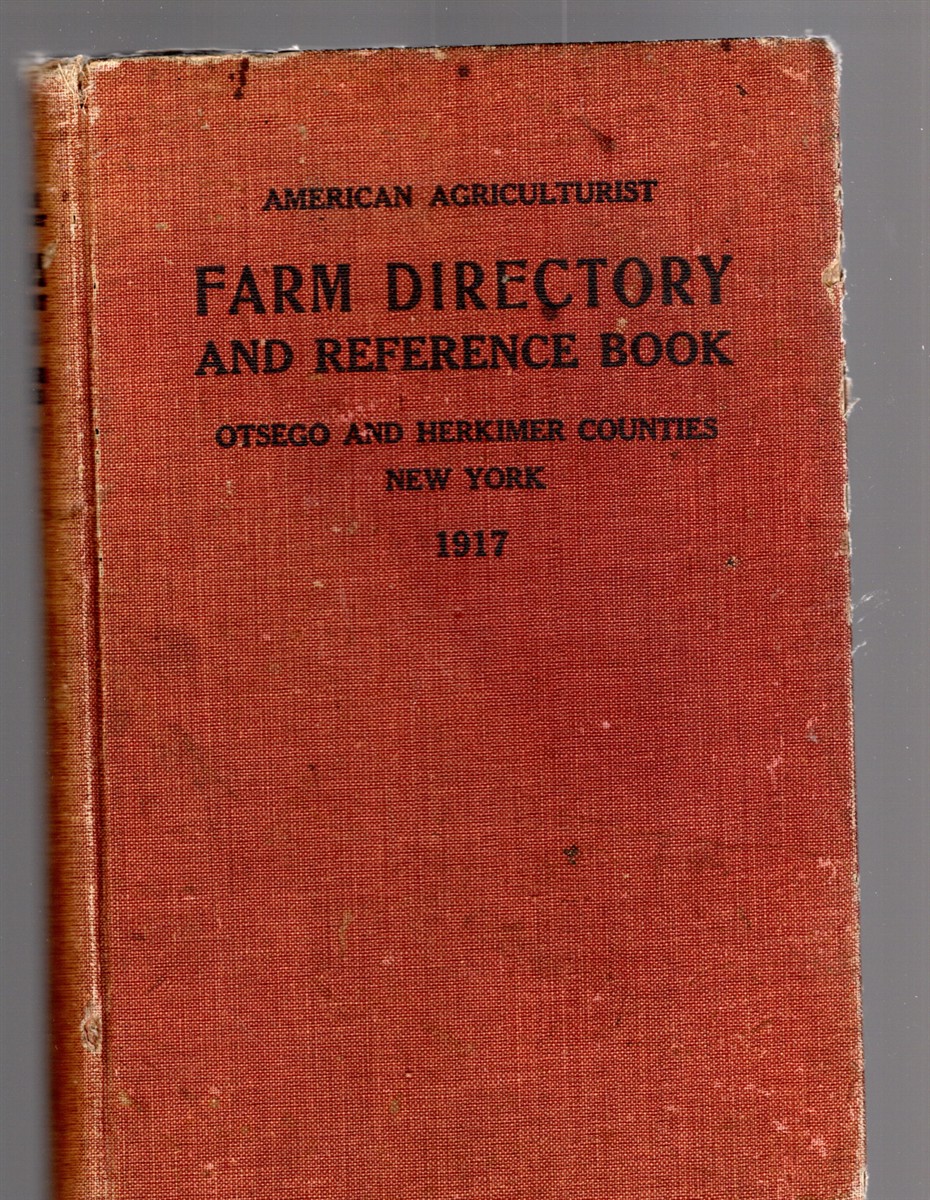 AMERICAN AGRICULTURIST
FARM DIRECTORY
AND REFERENCE BOOK
OTSEGO AND HERKIMER COUNTIES
NEW YORK
1917